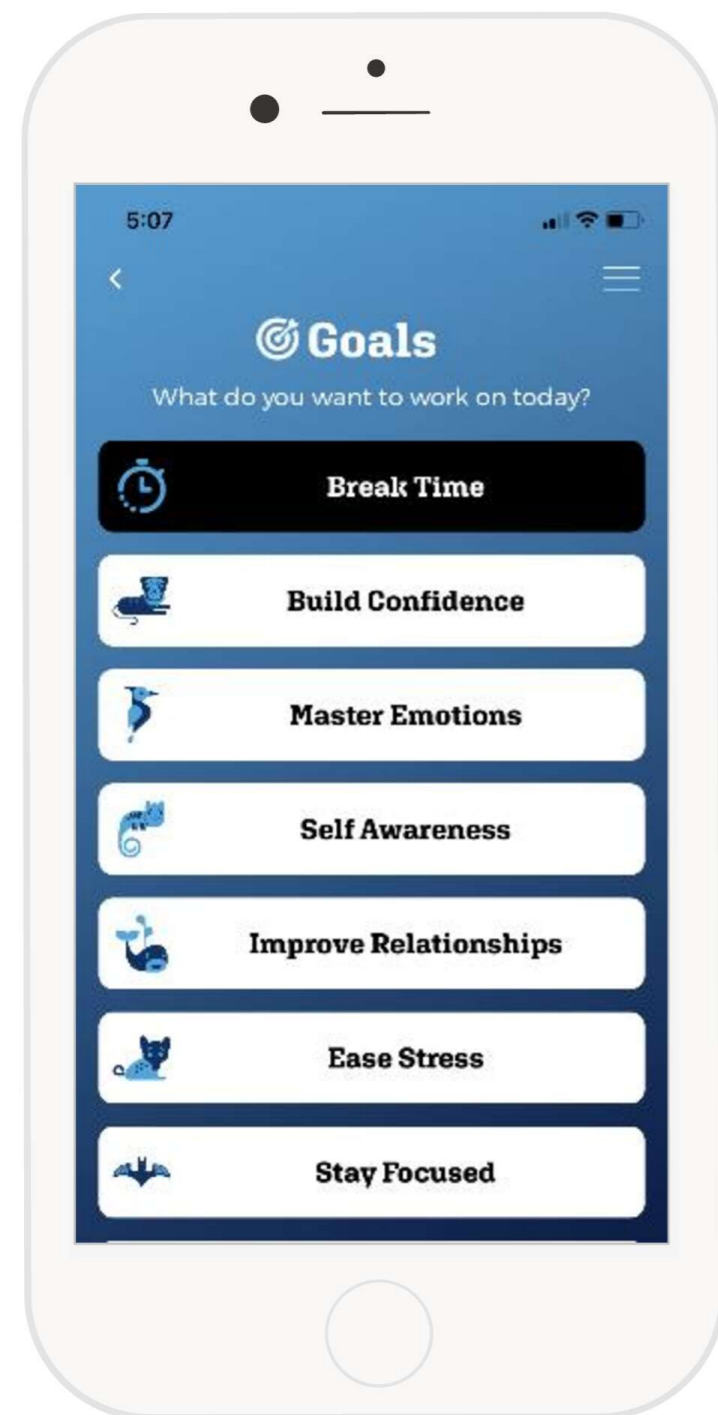 5:07
Goals
What do you want to work on today?
Break Time
Build Confidence
Master Emotions
Self Awareness
Improve Relationships
Ease Stress
Stay Focused